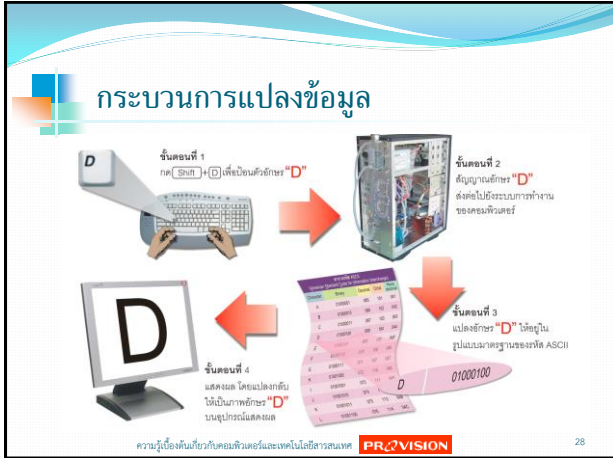 กระบวนการแปลงข้อมูล
D
ขั้นตอนที่ 1
กด Shift + D เพื่อป้อนตัวอักษร “D”
ขั้นตอนที่ 2
สัญญาณอักษร “D”
ส่งต่อไปยังระบบการทำงาน
ของคอมพิวเตอร์
ขั้นตอนที่ 3
แปลงอักษร “D” ให้อยู่ใน
รูปแบบมาตรฐานของรหัส ASCII
D 01000100
D
ขั้นตอนที่ 4
แสดงผล โดยแปลงกลับ
ให้เป็นภาพอักษร “D”
บนอุปกรณ์แสดงผล
ความรู้เบื้องต้นเกี่ยวกับคอมพิวเตอร์และเทคโนโลยีสารสนเทศ PROVISION 28